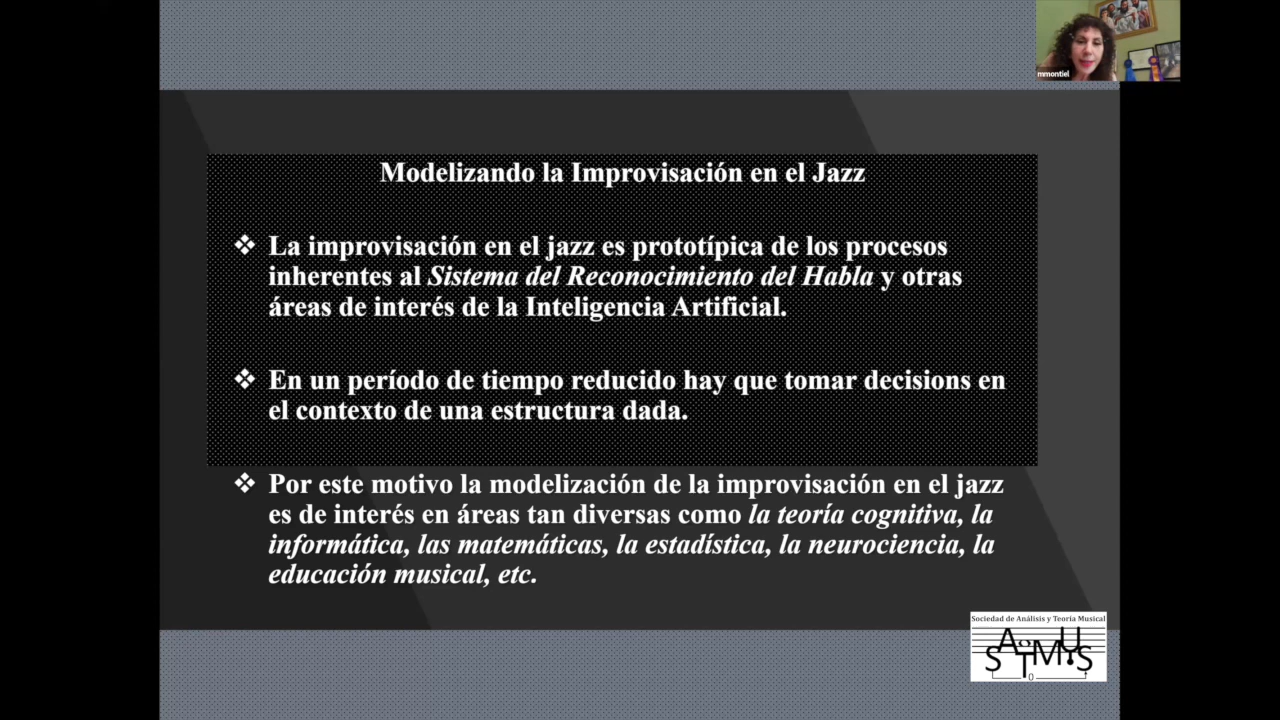 mmontiel
Modelizando la Improvisación en el Jazz
❖ La improvisación en el jazz es prototípica de los procesos
inherentes al Sistema del Reconocimiento del Habla y otras
áreas de interés de la Inteligencia Artificial.
❖ En un período de tiempo reducido hay que tomar decisions en
el contexto de una estructura dada.
❖ Por este motivo la modelización de la improvisación en el jazz
es de interés en áreas tan diversas como la teoría cognitiva, la
informática, las matemáticas, la estadística, la neurociencia, la
educación musical, etc.
Sociedad de Análisis y Teoría Musical
SATMUS
0